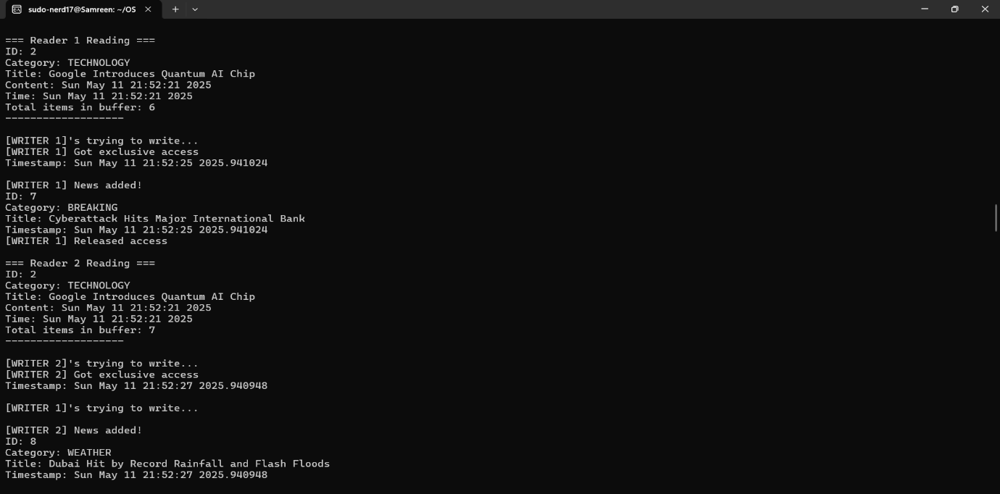 sudo-nerd17@Samreen: ~/OS
=== Reader 1 Reading ===
ID: 2
Category: TECHNOLOGY
Title: Google Introduces Quantum AI Chip
Content: Sun May 11 21:52:21 2025
Time: Sun May 11 21:52:21 2025
Total items in buffer: 6
-------------------
[WRITER 1]'s trying to write...
[WRITER 1] Got exclusive access
Timestamp: Sun May 11 21:52:25 2025.941024
[WRITER 1] News added!
ID: 7
Category: BREAKING
Title: Cyberattack Hits Major International Bank
Timestamp: Sun May 11 21:52:25 2025.941024
[WRITER 1] Released access
=== Reader 2 Reading ===
ID: 2
Category: TECHNOLOGY
Title: Google Introduces Quantum AI Chip
Content: Sun May 11 21:52:21 2025
Time: Sun May 11 21:52:21 2025
Total items in buffer: 7
-------------------
[WRITER 2]'s trying to write...
[WRITER 2] Got exclusive access
Timestamp: Sun May 11 21:52:27 2025.940948
[WRITER 1]'s trying to write...
[WRITER 2] News added!
ID: 8
Category: WEATHER
Title: Dubai Hit by Record Rainfall and Flash Floods
Timestamp: Sun May 11 21:52:27 2025.940948